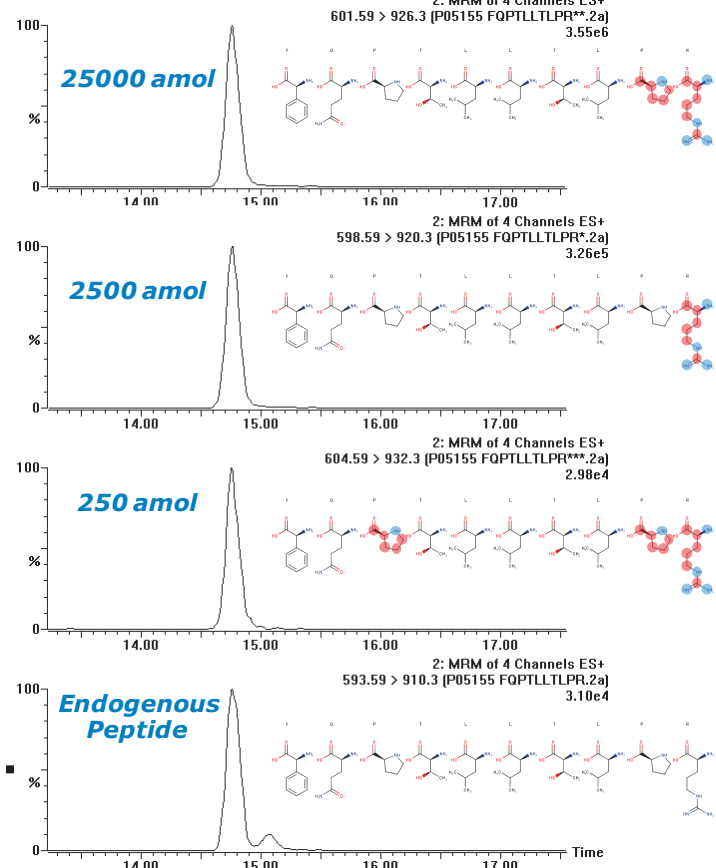 2: MRM of 4 Channels ES+
601.59 > 926.3 (P05155 FQPTLLTLPR**.2a)
3.55e6
100
25000 amol
F Q P T L L T L P R
%
0
14.00 15.00 16.00 17.00
2: MRM of 4 Channels ES+
598.59 > 920.3 (P05155 FQPTLLTLPR*.2a)
3.26e5
100
2500 amol
F Q P T L L T L P R
%
0
14.00 15.00 16.00 17.00
2: MRM of 4 Channels ES+
604.59 > 932.3 (P05155 FQPTLLTLPR***.2a)
2.98e4
100
250 amol
F Q P T L L T L P R
%
0
14.00 15.00 16.00 17.00
2: MRM of 4 Channels ES+
593.59 > 910.3 (P05155 FQPTLLTLPR.2a)
3.10e4
100
Endogenous
Peptide
F Q P T L L T L P R
%
0
Time
14.00 15.00 16.00 17.00